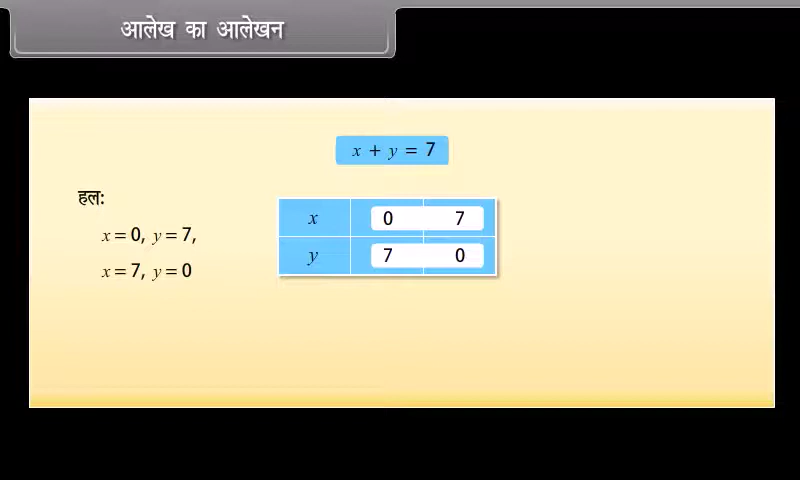 आलेख का आलेखन
x + y = 7
हल:
x = 0, y = 7,
x = 7, y = 0
x 0 7
y 7 0